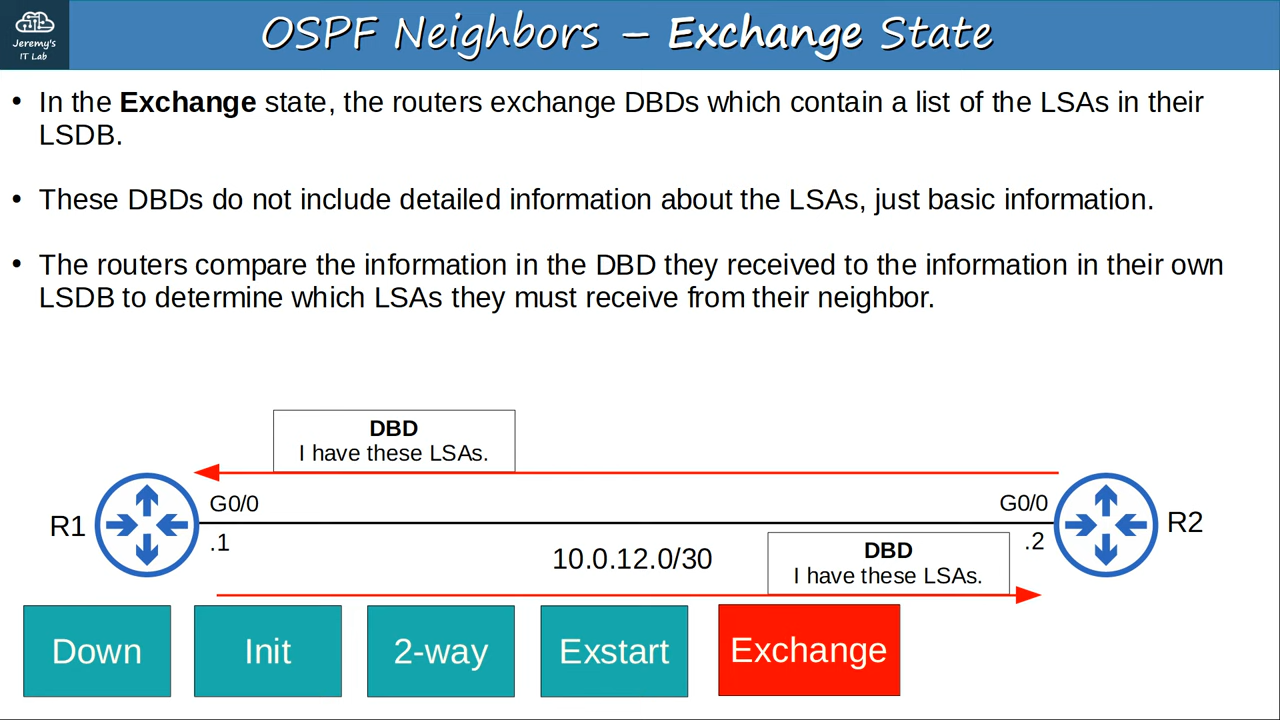 Jeremy's
IT Lab
OSPF Neighbors – Exchange State
• In the Exchange state, the routers exchange DBDs which contain a list of the LSAs in their
LSDB.
• These DBDs do not include detailed information about the LSAs, just basic information.
• The routers compare the information in the DBD they received to the information in their own
LSDB to determine which LSAs they must receive from their neighbor.
DBD
I have these LSAs.
R1
G0/0
.1
10.0.12.0/30
G0/0
.2
R2
DBD
I have these LSAs.
Down
Init
2-way
Exstart
Exchange